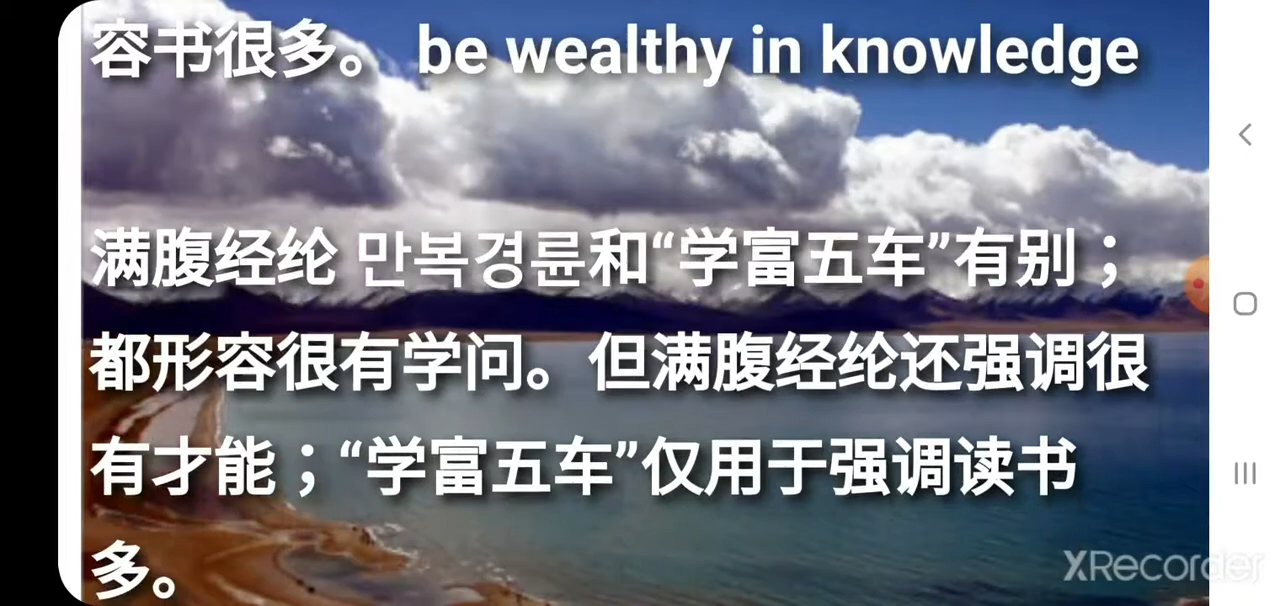 容书很多。 be wealthy in knowledge
满腹经纶 만복경륜和“学富五车”有别；
都形容很有学问。但满腹经纶还强调很
有才能；“学富五车”仅用于强调读书
多。
XRecorder